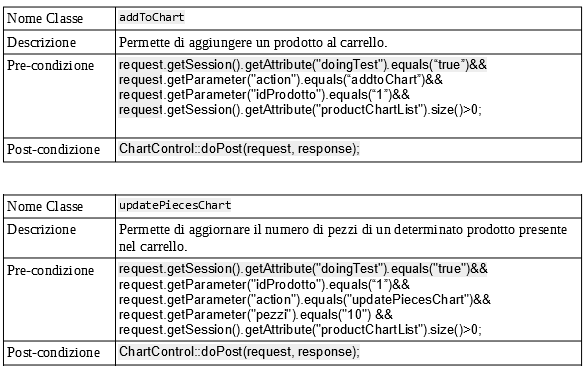 Nome Classe addToChart
Descrizione Permette di aggiungere un prodotto al carrello.
Pre-condizione request.getSession().getAttribute("doingTest").equals(“true”)&&
request.getParameter("action").equals(“addtoChart”)&&
request.getParameter("idProdotto").equals(“1”)&&
request.getSession().getAttribute("productChartList").size()>0;
Post-condizione ChartControl::doPost(request, response);
Nome Classe updatePiecesChart
Descrizione Permette di aggiornare il numero di pezzi di un determinato prodotto presente
nel carrello.
Pre-condizione request.getSession().getAttribute("doingTest").equals("true")&&
request.getParameter("idProdotto").equals(“1”)&&
request.getParameter("action").equals("updatePiecesChart")&&
request.getParameter("pezzi").equals("10") &&
request.getSession().getAttribute("productChartList").size()>0;
Post-condizione ChartControl::doPost(request, response);